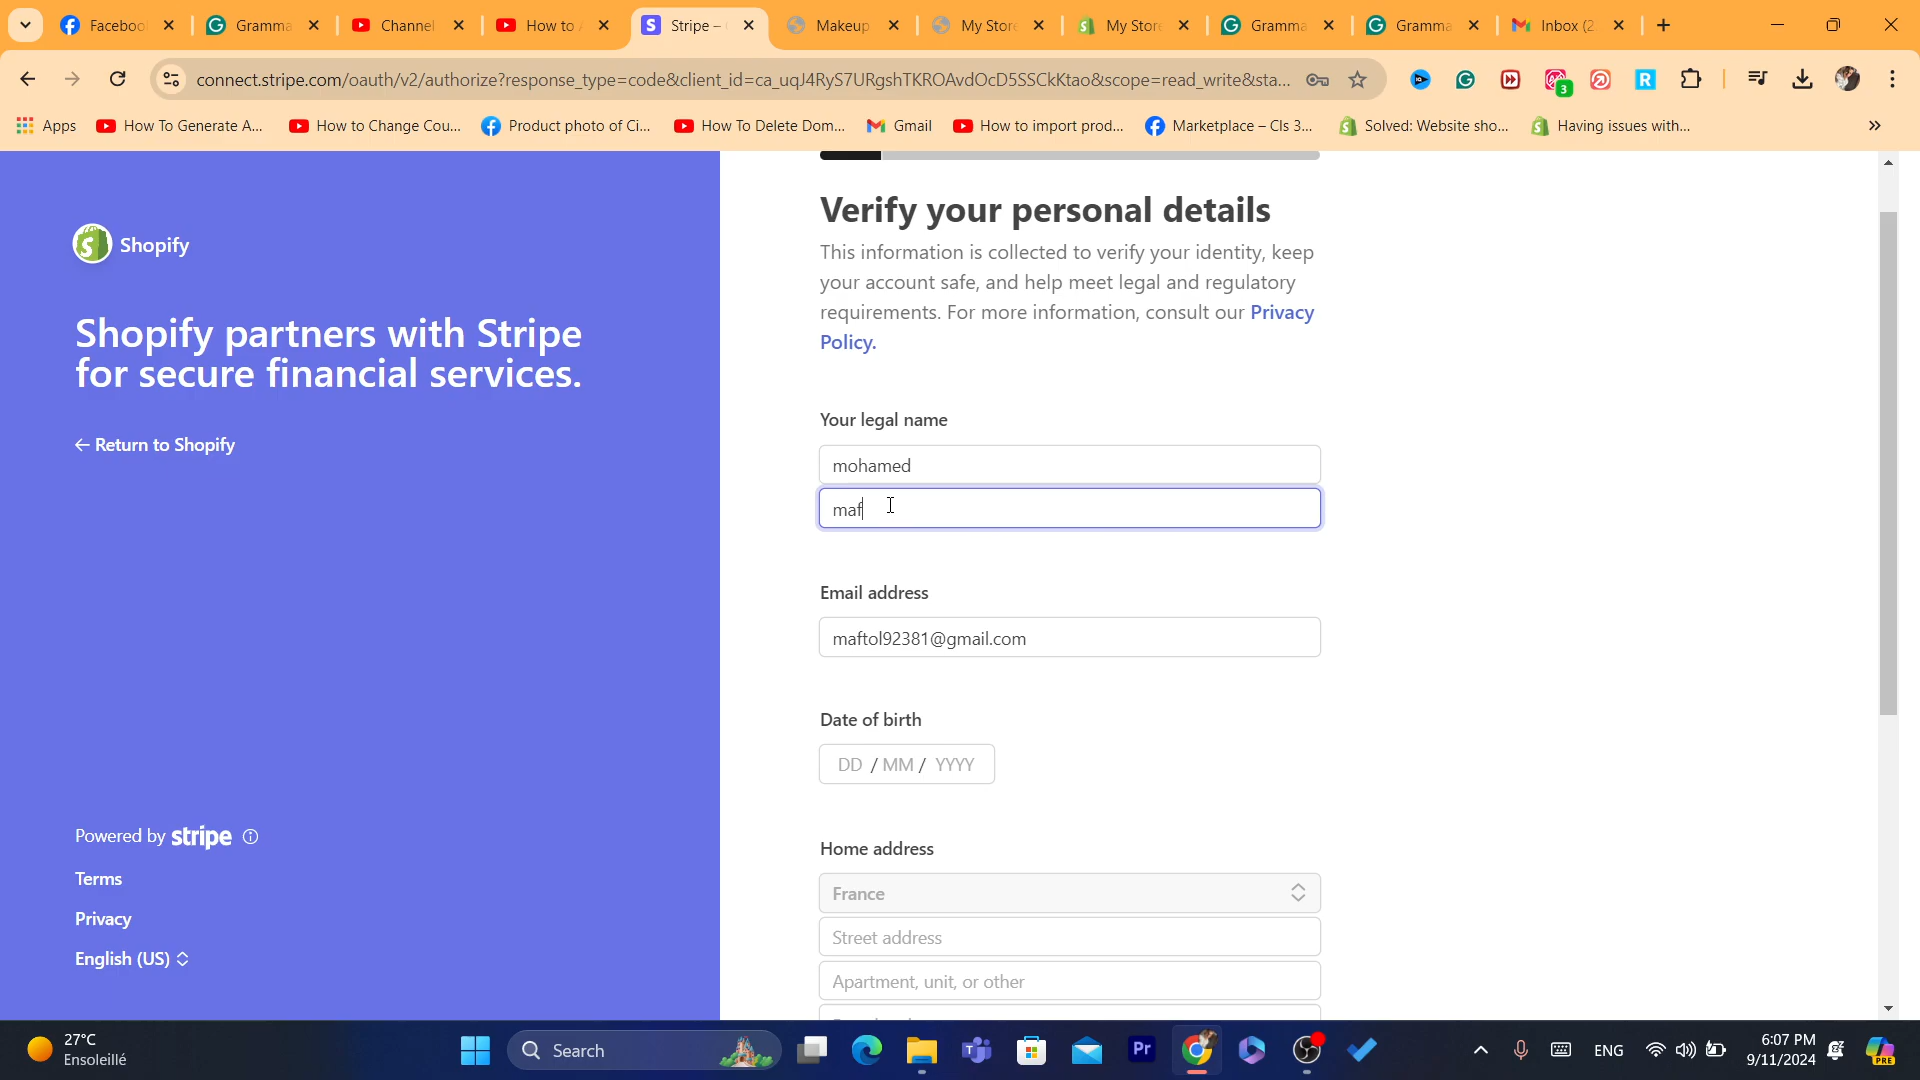 Facebo
Gramma
Channel
How to
Stripe –
Makeup
My Stor
My Stor
Gramma
Gramma
Inbox (2
connect.stripe.com/oauth/v2/authorize?response_type=code&client_id=ca_uqJ4RyS7URgshTKROAvdOcD5SSCkKtao&scope=read_write&sta...
3
Apps
How To Generate A...
How to Change Cou...
Product photo of Ci...
How To Delete Dom...
Gmail
How to import prod...
Marketplace – Cls 3...
Solved: Website sho...
Having issues with...
Shopify
Shopify partners with Stripe
for secure financial services.
← Return to Shopify
Powered by stripe
Terms
Privacy
English (US)
Verify your personal details
This information is collected to verify your identity, keep
your account safe, and help meet legal and regulatory
requirements. For more information, consult our Privacy
Policy.
Your legal name
mohamed
maf
Email address
maftol92381@gmail.com
Date of birth
DD / MM / YYYY
Home address
France
Street address
Apartment, unit, or other
27°C
Ensoleillé
Search
Pr
ENG
6:07 PM
9/11/2024
PRE